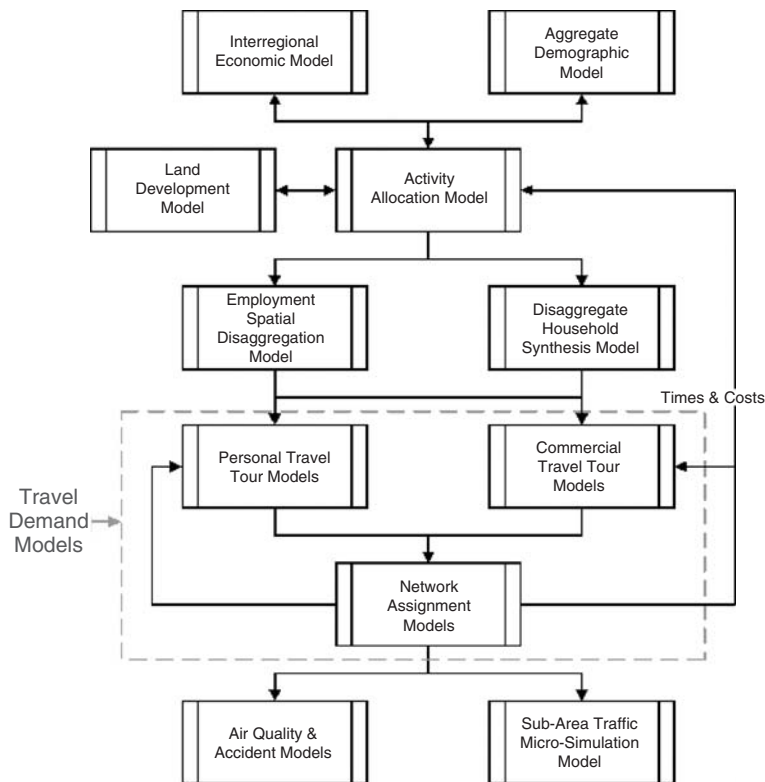 Interregional
Economic Model
Aggregate
Demographic
Model
Land
Development
Model
Activity
Allocation Model
Employment
Spatial
Disaggregation
Model
Disaggregate
Household
Synthesis Model
Times & Costs
Personal Travel
Tour Models
Commercial
Travel Tour
Models
Travel
Demand
Models
Network
Assignment
Models
Air Quality &
Accident Models
Sub-Area Traffic
Micro-Simulation
Model